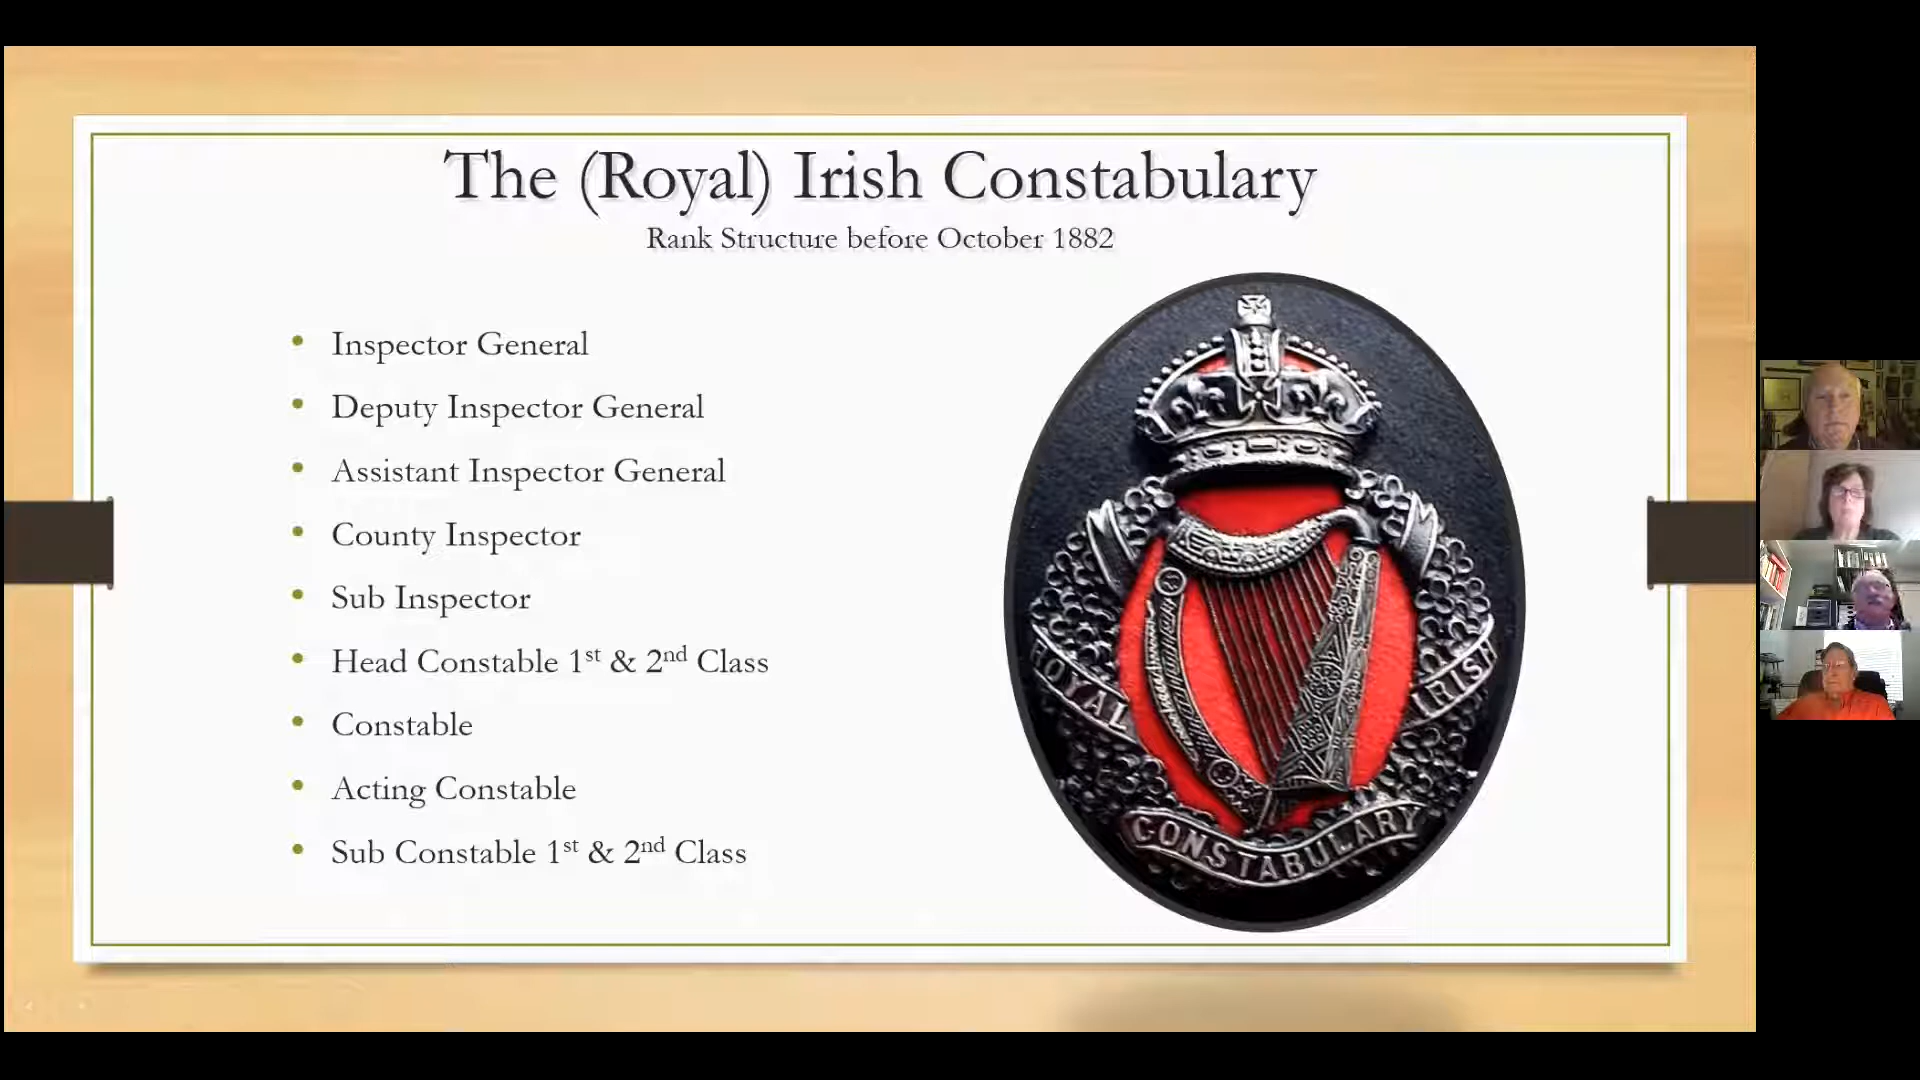 The (Royal) Irish Constabulary
Rank Structure before October 1882
• Inspector General
• Deputy Inspector General
• Assistant Inspector General
• County Inspector
• Sub Inspector
• Head Constable 1st & 2nd Class
• Constable
• Acting Constable
• Sub Constable 1st & 2nd Class
ROYAL
IRISH
CONSTABULARY